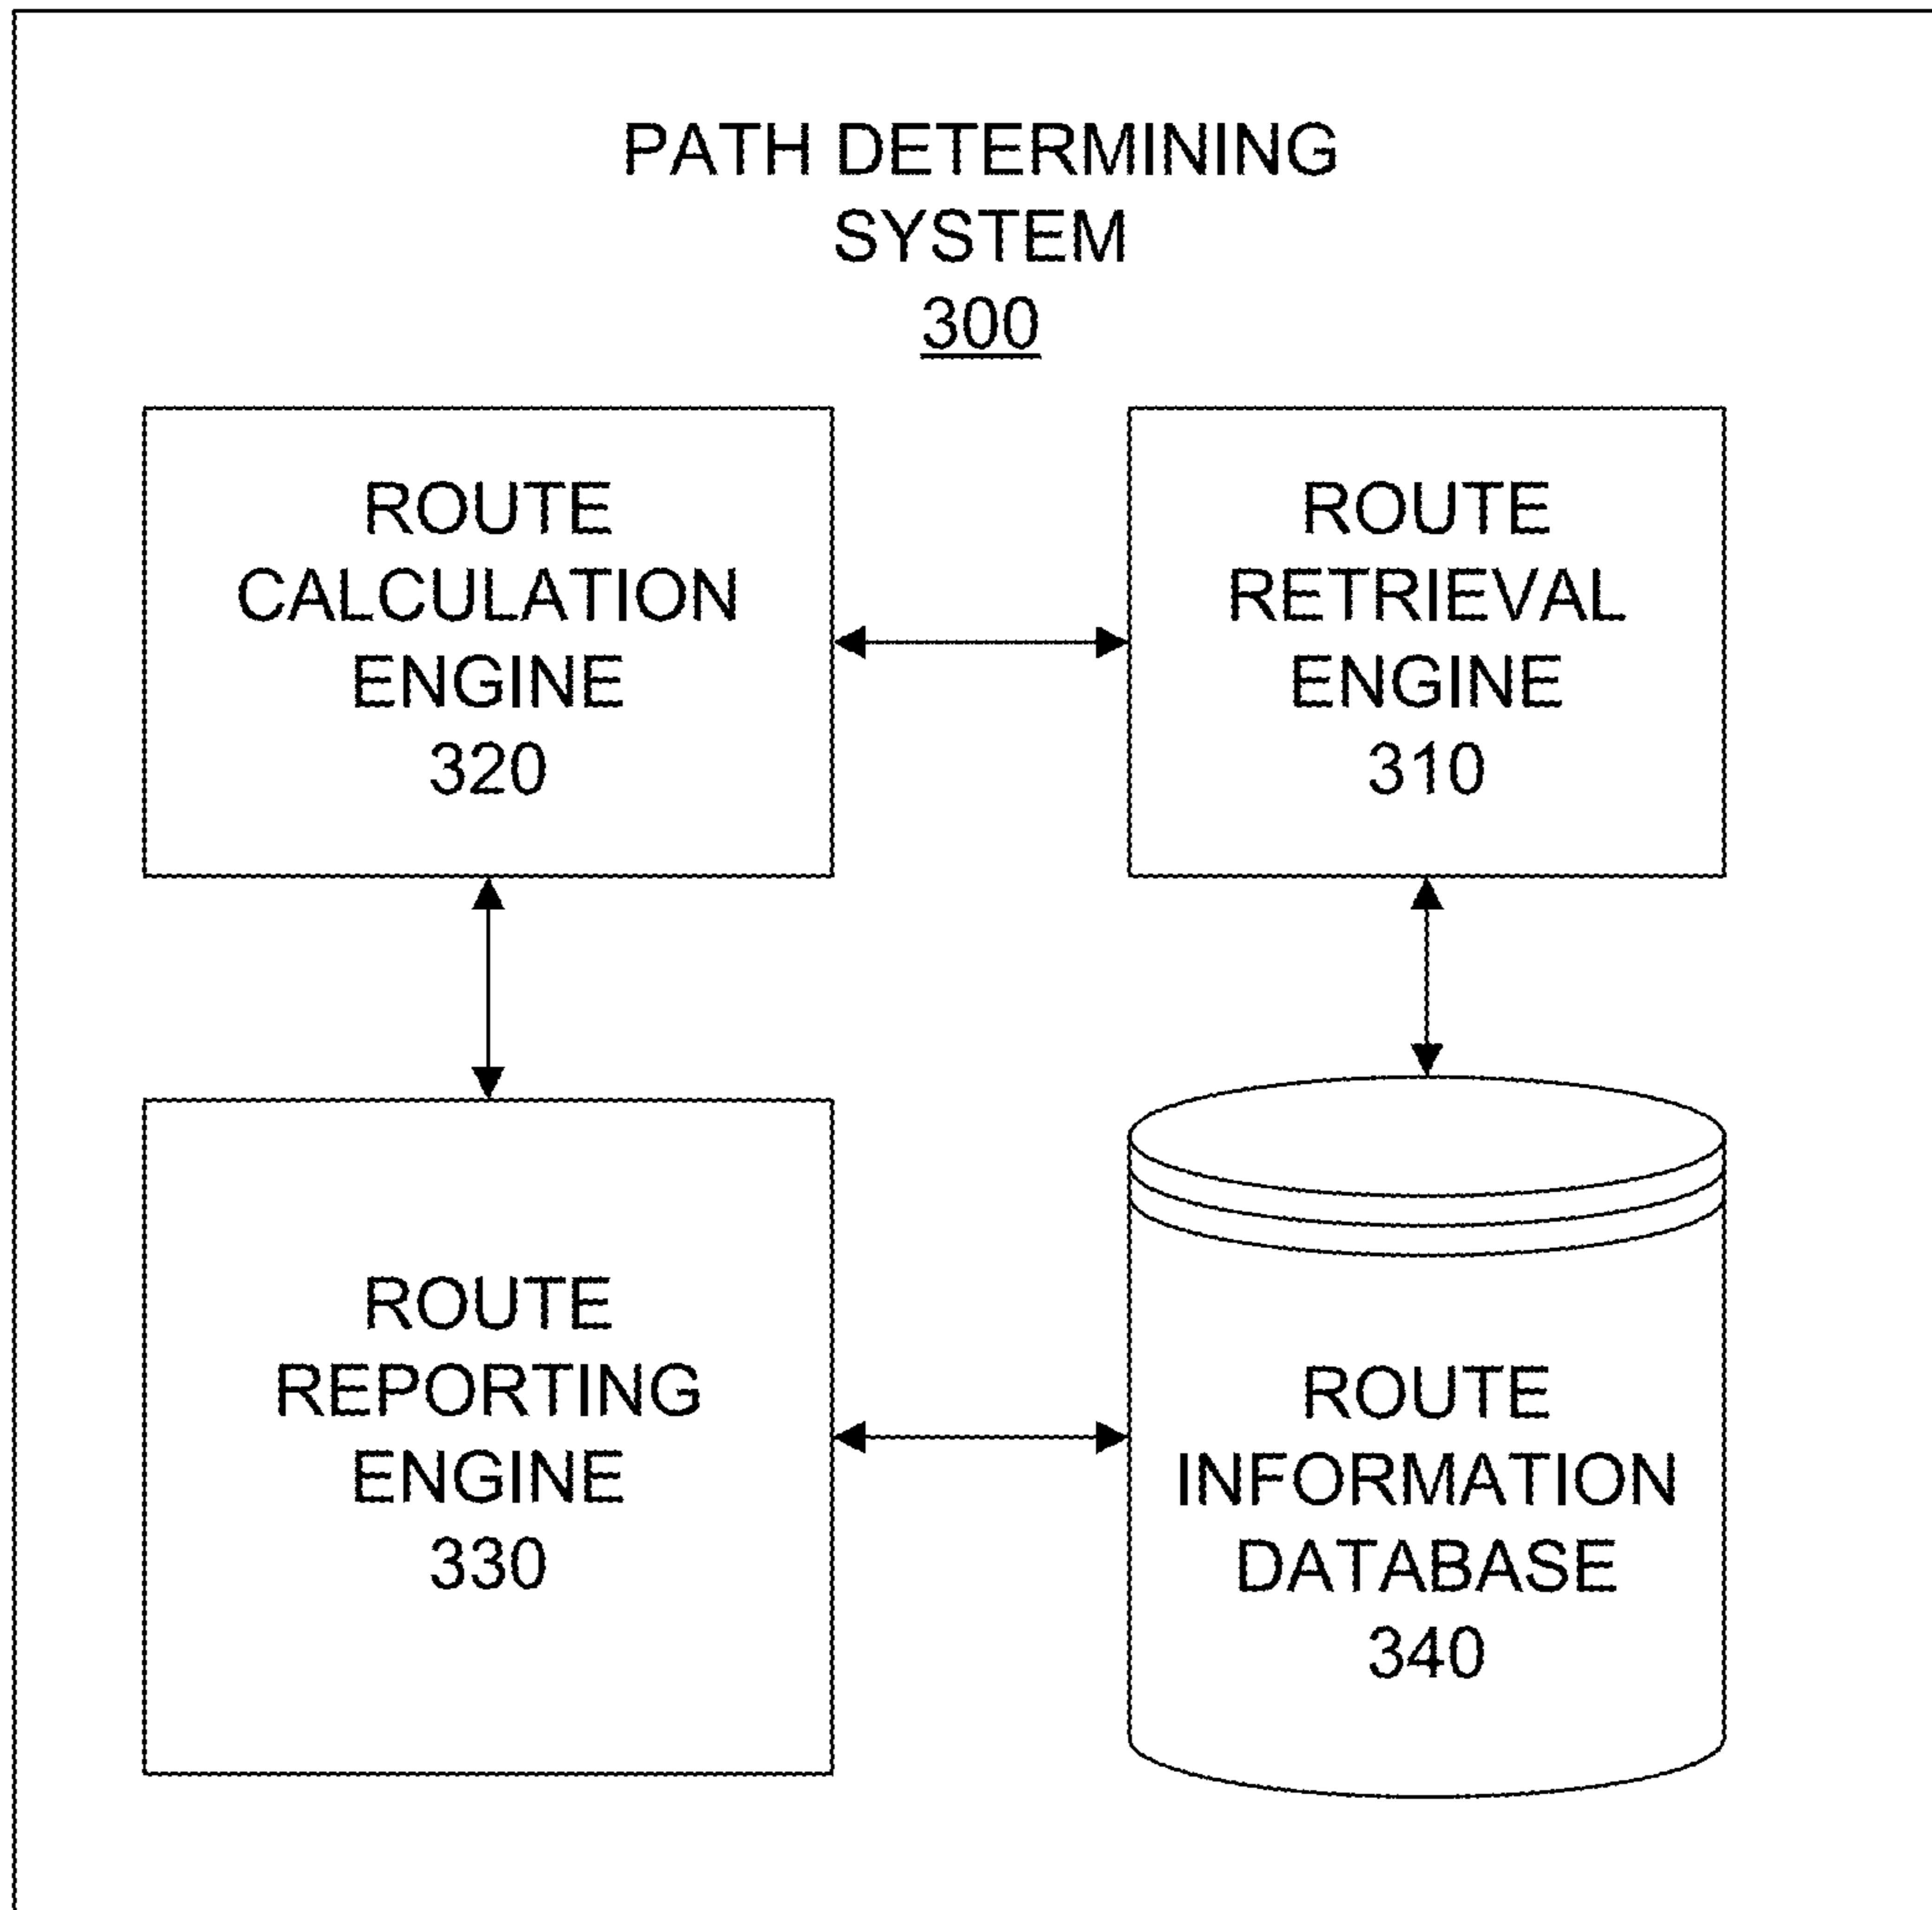 PATH DETERMINING
SYSTEM
300
ROUTE
CALCULATION
ENGINE
320
ROUTE
RETRIEVAL
ENGINE
310
ROUTE
REPORTING
ENGINE
330
ROUTE
INFORMATION
DATABASE
340